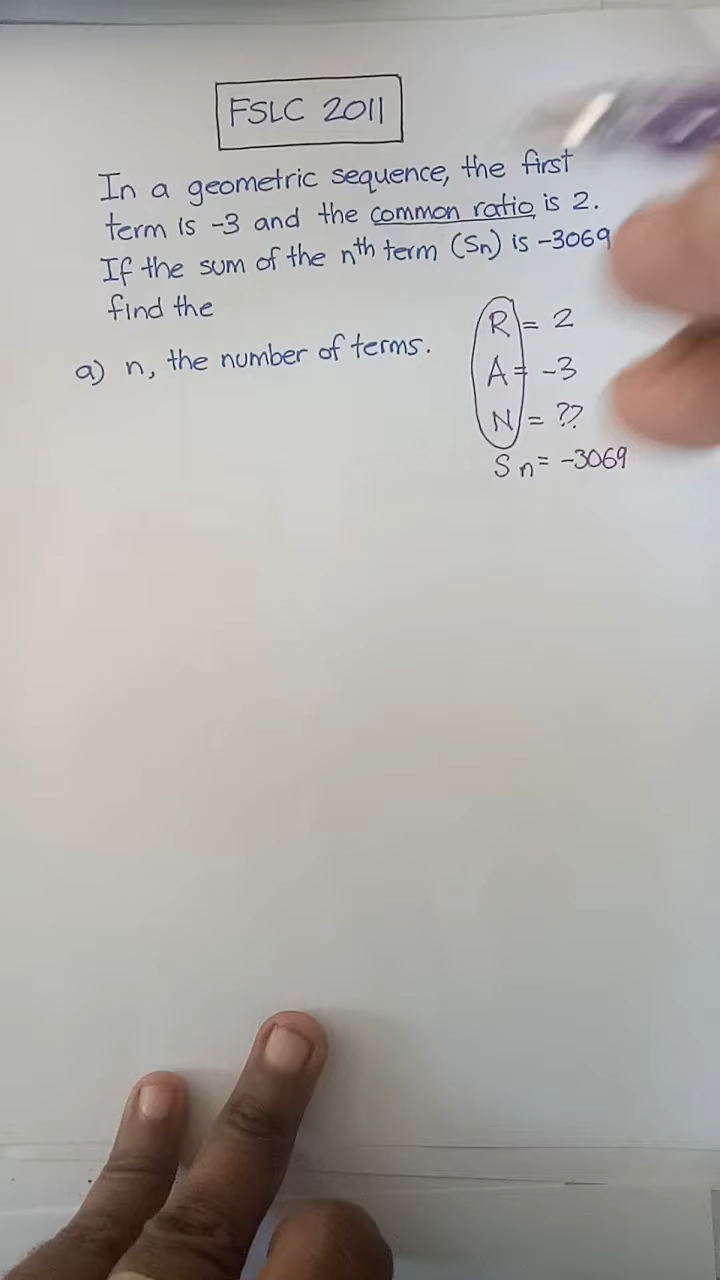 FSLC 2011
In a geometric sequence, the first
term is -3 and the common ratio is 2.
If the sum of the nth term (Sn) is -3069
find the
a) n, the number of terms.
R = 2
A = -3
N = ??
Sn = -3069